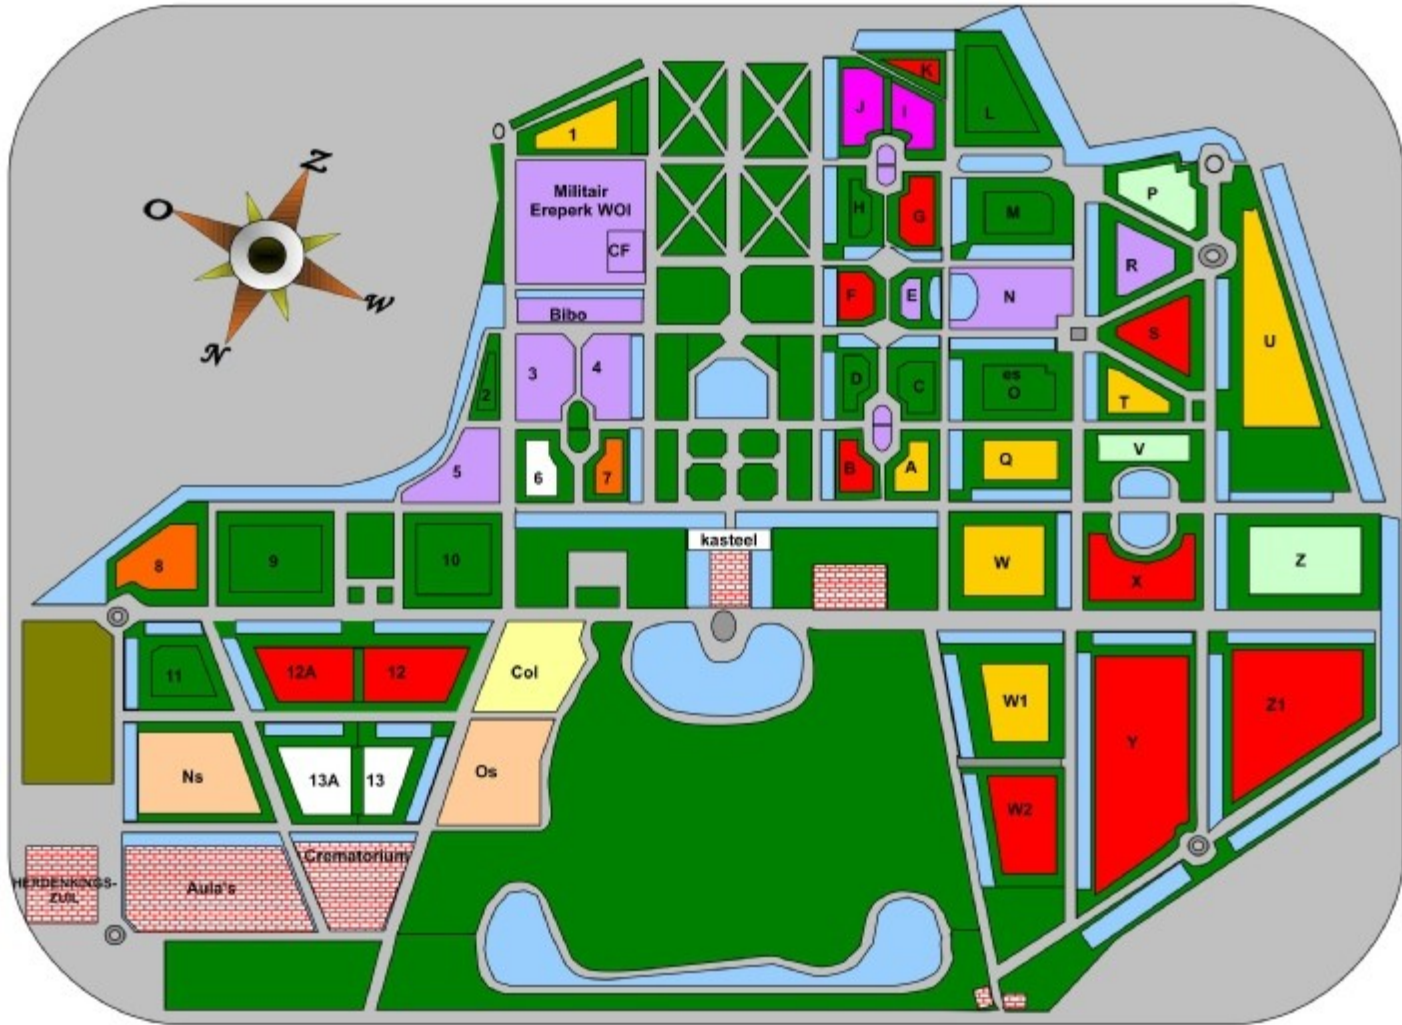 K
J
I
L
1
Z
O
W
N
Militair
Ereperk WOI
CF
H
G
M
P
R
F
E
N
Bibo
S
U
3
4
2
D
C
es
O
T
5
6
7
B
A
Q
V
8
9
10
kasteel
W
X
Z
11
12A
12
Col
W1
Y
Z1
Ns
13A
13
Os
W2
HERDENKINGS-
ZUIL
Aula's
Crematorium